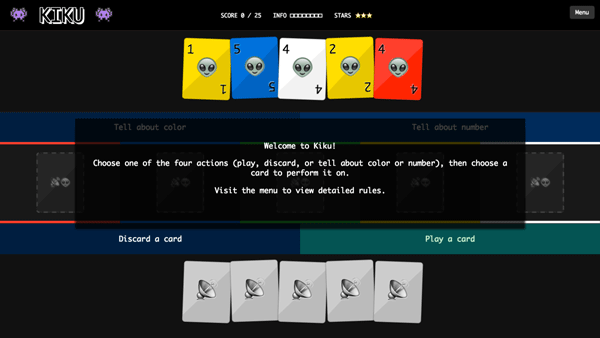 KIKU
SCORE 0 / 25 INFO □□□□□□□□ STARS ★★★
Menu
1 5 4 2 4
1 5 4 2 4
Tell about color
Tell about number
Welcome to Kiku!
Choose one of the four actions (play, discard, or tell about color or number), then choose a
card to perform it on.
Visit the menu to view detailed rules.
Discard a card
Play a card